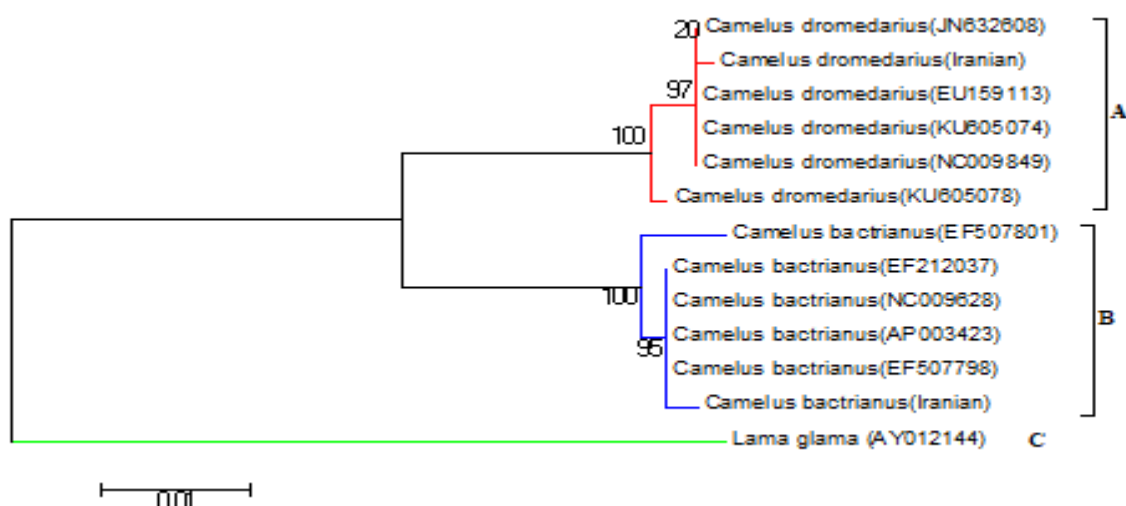 20 Camelus dromedarius(JN632608)
Camelus dromedarius(Iranian)
97 Camelus dromedarius(EU159113)
A
100 Camelus dromedarius(KU605074)
Camelus dromedarius(NC009849)
Camelus dromedarius(KU605078)
Camelus bactrianus(EF507801)
Camelus bactrianus(EF212037)
100 Camelus bactrianus(NC009628)
B
Camelus bactrianus(AP003423)
95 Camelus bactrianus(EF507798)
Camelus bactrianus(Iranian)
Lama glama (AY012144) C
0.01